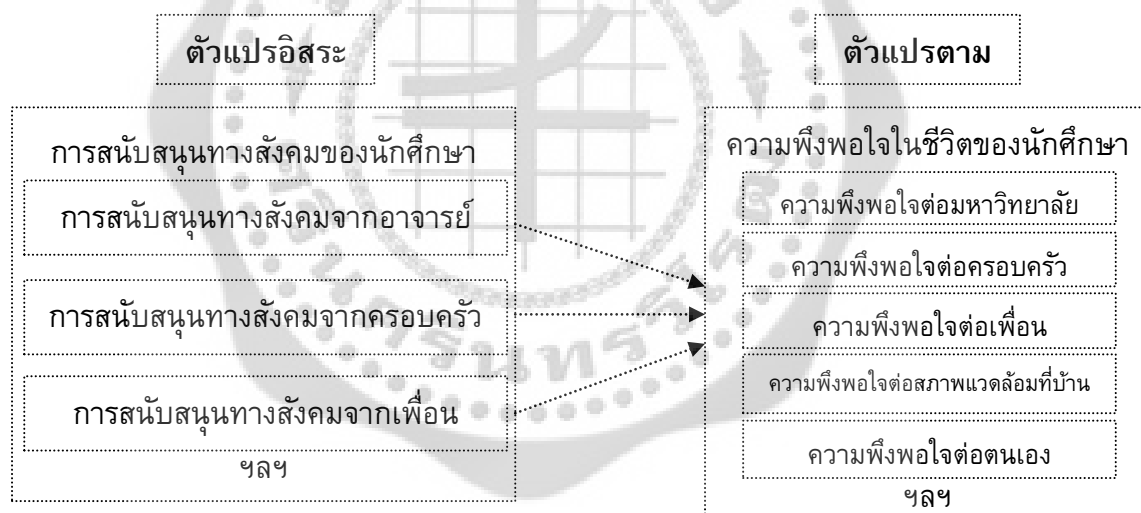 ตัวแปรอิสระ
ตัวแปรตาม
การสนับสนุนทางสังคมของนักศึกษา
การสนับสนุนทางสังคมจากอาจารย์
การสนับสนุนทางสังคมจากครอบครัว
การสนับสนุนทางสังคมจากเพื่อน
ฯลฯ
ความพึงพอใจในชีวิตของนักศึกษา
ความพึงพอใจต่อมหาวิทยาลัย
ความพึงพอใจต่อครอบครัว
ความพึงพอใจต่อเพื่อน
ความพึงพอใจต่อสภาพแวดล้อมที่บ้าน
ความพึงพอใจต่อตนเอง
ฯลฯ